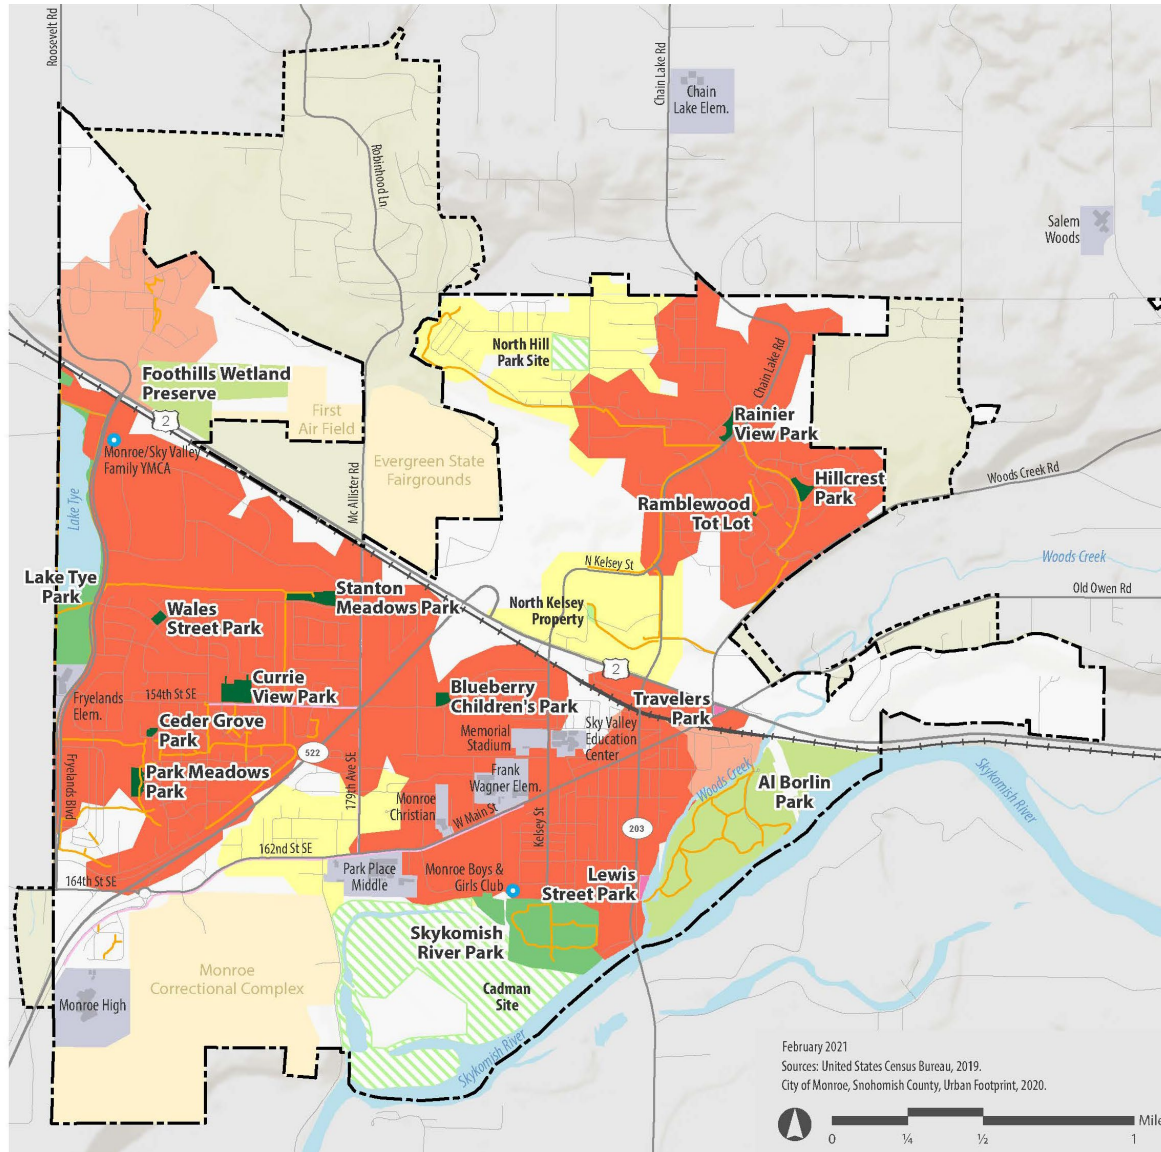 Roosevelt Rd
Chain Lake Rd
Chain
Lake Elem.
Robinhood Ln
Salem
Woods
North Hill
Park Site
Chain Lake Rd
Foothills Wetland
Preserve
2
First
Air Field
Rainier
View Park
Monroe/Sky Valley
Family YMCA
Evergreen State
Fairgrounds
Mc Allister Rd
Woods Creek Rd
Hillcrest
Park
Lake Tye
Ramblewood
Tot Lot
Woods Creek
N Kelsey St
Old Owen Rd
Lake Tye
Park
Stanton
Meadows Park
Wales
Street Park
North Kelsey
Property
2
Currie
View Park
Blueberry
Children's Park
Travelers
Park
Fryelands
Elem.
154th St SE
Ceder Grove
Park
Memorial
Stadium
Sky Valley
Education
Center
522
Park Meadows
Park
Frank
Wagner Elem.
Woods Creek
Al Borlin
Park
Skykomish River
Fryelands Blvd
179th Ave SE
Monroe
Christian
W Main St
Kelsey St
203
162nd St SE
164th St SE
Park Place
Middle
Monroe Boys &
Girls Club
Lewis
Street Park
Skykomish
River Park
Monroe
Correctional Complex
Cadman
Site
Monroe High
Skykomish River
February 2021
Sources: United States Census Bureau, 2019.
City of Monroe, Snohomish County, Urban Footprint, 2020.
0 ¼ ½ 1 Mile